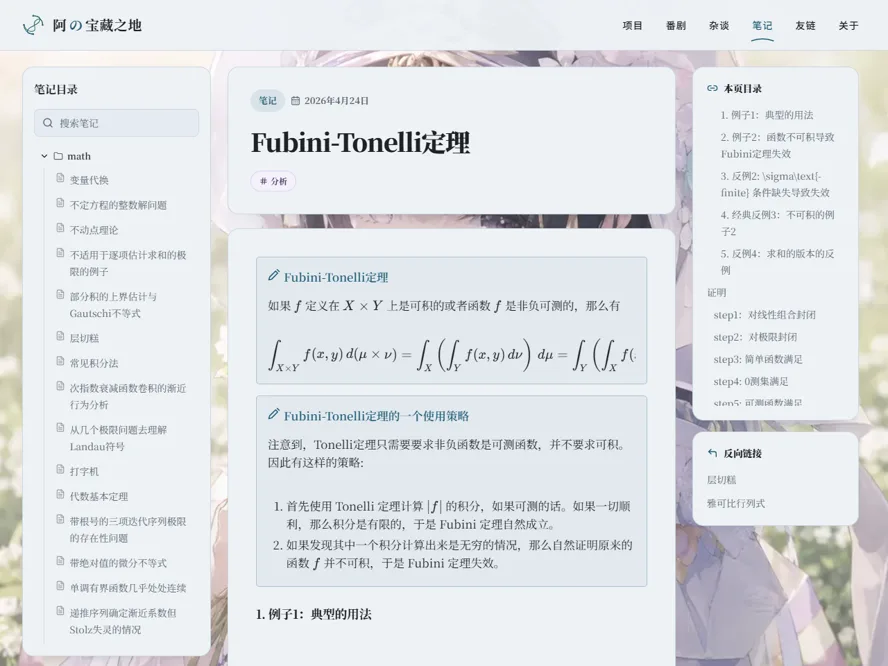 阿の宝藏之地
项目 番剧 杂谈 笔记 友链 关于
笔记目录
搜索笔记
math
变量代换
不定方程的整数解问题
不动点理论
不适用于逐项估计求和的极
限的例子
部分积的上界估计与
Gautschi不等式
层切糕
常见积分法
次指数衰减函数卷积的渐近
行为分析
从几个极限问题去理解
Landau符号
打字机
代数基本定理
带根号的三项迭代序列极限
的存在性问题
带绝对值的微分不等式
单调有界函数几乎处处连续
递推序列确定渐近系数但
Stolz失灵的情况
笔记 2026年4月24日
Fubini-Tonelli定理
# 分析
Fubini-Tonelli定理
如果 f 定义在 X × Y 上是可积的或者函数 f 是非负可测的，那么有
∫_{X×Y} f(x, y) d(μ × ν) = ∫_X (∫_Y f(x, y) dν) dμ = ∫_Y (∫_X f(
Fubini-Tonelli定理的一个使用策略
注意到，Tonelli定理只需要要求非负函数是可测函数，并不要求可积。
因此有这样的策略:
1. 首先使用 Tonelli 定理计算 |f| 的积分，如果可测的话。如果一切顺
利，那么积分是有限的，于是 Fubini 定理自然成立。
2. 如果发现其中一个积分计算出来是无穷的情况，那么自然证明原来的
函数 f 并不可积，于是 Fubini 定理失效。
1. 例子1：典型的用法
本页目录
1. 例子1：典型的用法
2. 例子2：函数不可积导致
Fubini定理失效
3. 反例2: \sigma\text{-
finite} 条件缺失导致失效
4. 经典反例3：不可积的例
子2
5. 反例4：求和的版本的反
例
证明
step1：对线性组合封闭
step2：对极限封闭
step3: 简单函数满足
step4: 0测集满足
step5: 可测函数满足
反向链接
层切糕
雅可比行列式